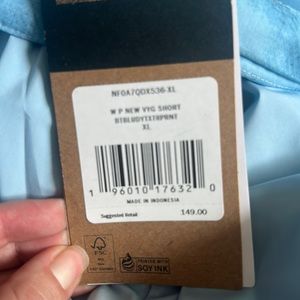 NF0A7QDX536-XL
W P NEW VYG SHORT
BTBLUDYTXTRPRNT
XL
1 96010 17632 0
MADE IN INDONESIA
Suggested Retail 149.00
FSC
PRINTED WITH
SOY INK